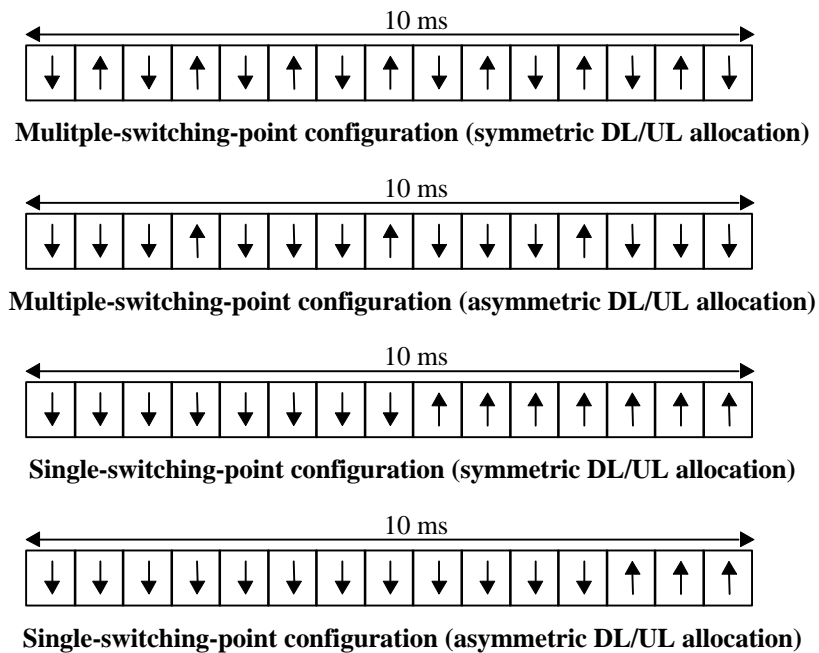 10 ms
Mulitple-switching-point configuration (symmetric DL/UL allocation)
10 ms
Multiple-switching-point configuration (asymmetric DL/UL allocation)
10 ms
Single-switching-point configuration (symmetric DL/UL allocation)
10 ms
Single-switching-point configuration (asymmetric DL/UL allocation)